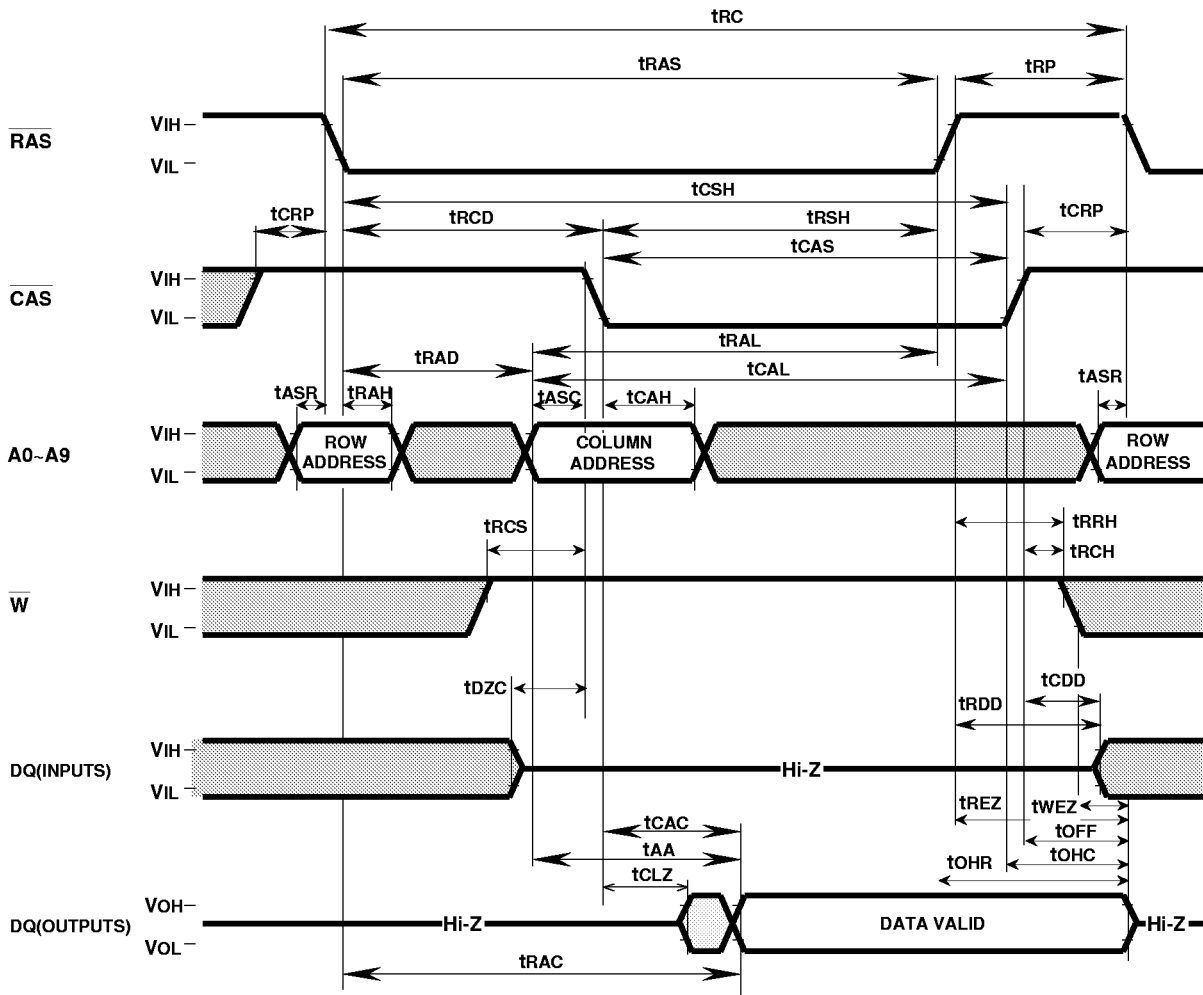 tRC
tRAS
tRP
RAS
VIH
VIL
tCSH
tCRP
tRCD
tRSH
tCRP
tCAS
CAS
VIH
VIL
tRAL
tRAD
tCAL
tASR
tRAH
tASC
tCAH
tASR
A0~A9
VIH
VIL
ROW
ADDRESS
COLUMN
ADDRESS
ROW
ADDRESS
tRCS
tRRH
tRCH
W
VIH
VIL
tDZC
tCDD
tRDD
DQ(INPUTS)
VIH
VIL
Hi-Z
tREZ
tWEZ
tCAC
tOFF
tAA
tOHC
tOHR
tCLZ
DQ(OUTPUTS)
VOH
VOL
Hi-Z
DATA VALID
Hi-Z
tRAC